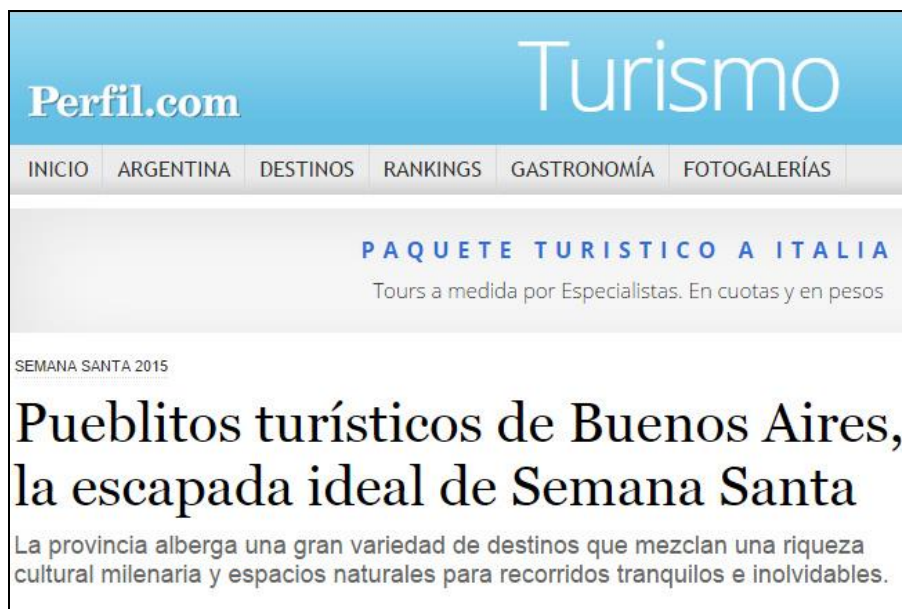 Turismo
Perfil.com
INICIO ARGENTINA DESTINOS RANKINGS GASTRONOMÍA FOTOGALERÍAS
PAQUETE TURISTICO A ITALIA
Tours a medida por Especialistas. En cuotas y en pesos
SEMANA SANTA 2015
Pueblitos turísticos de Buenos Aires,
la escapada ideal de Semana Santa
La provincia alberga una gran variedad de destinos que mezclan una riqueza
cultural milenaria y espacios naturales para recorridos tranquilos e inolvidables.